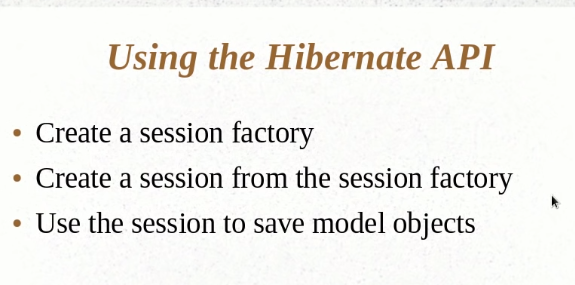 Using the Hibernate API
• Create a session factory
• Create a session from the session factory
• Use the session to save model objects